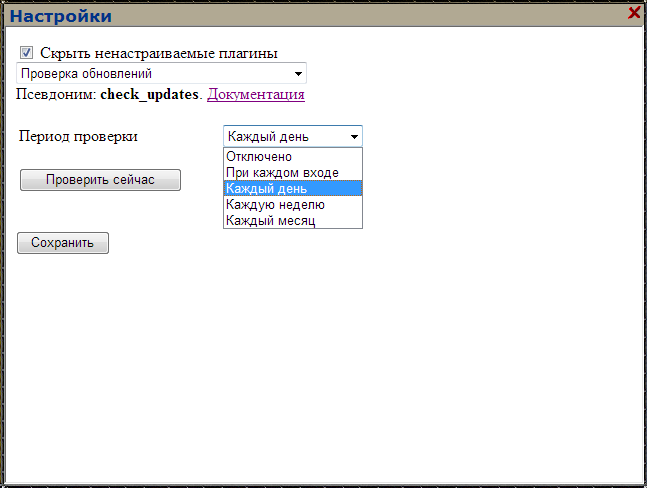 Настройки
Скрыть ненастраиваемые плагины
Проверка обновлений
Псевдоним: check_updates. Документация
Период проверки Каждый день
Отключено
При каждом входе
Каждый день
Каждую неделю
Каждый месяц
Проверить сейчас
Сохранить